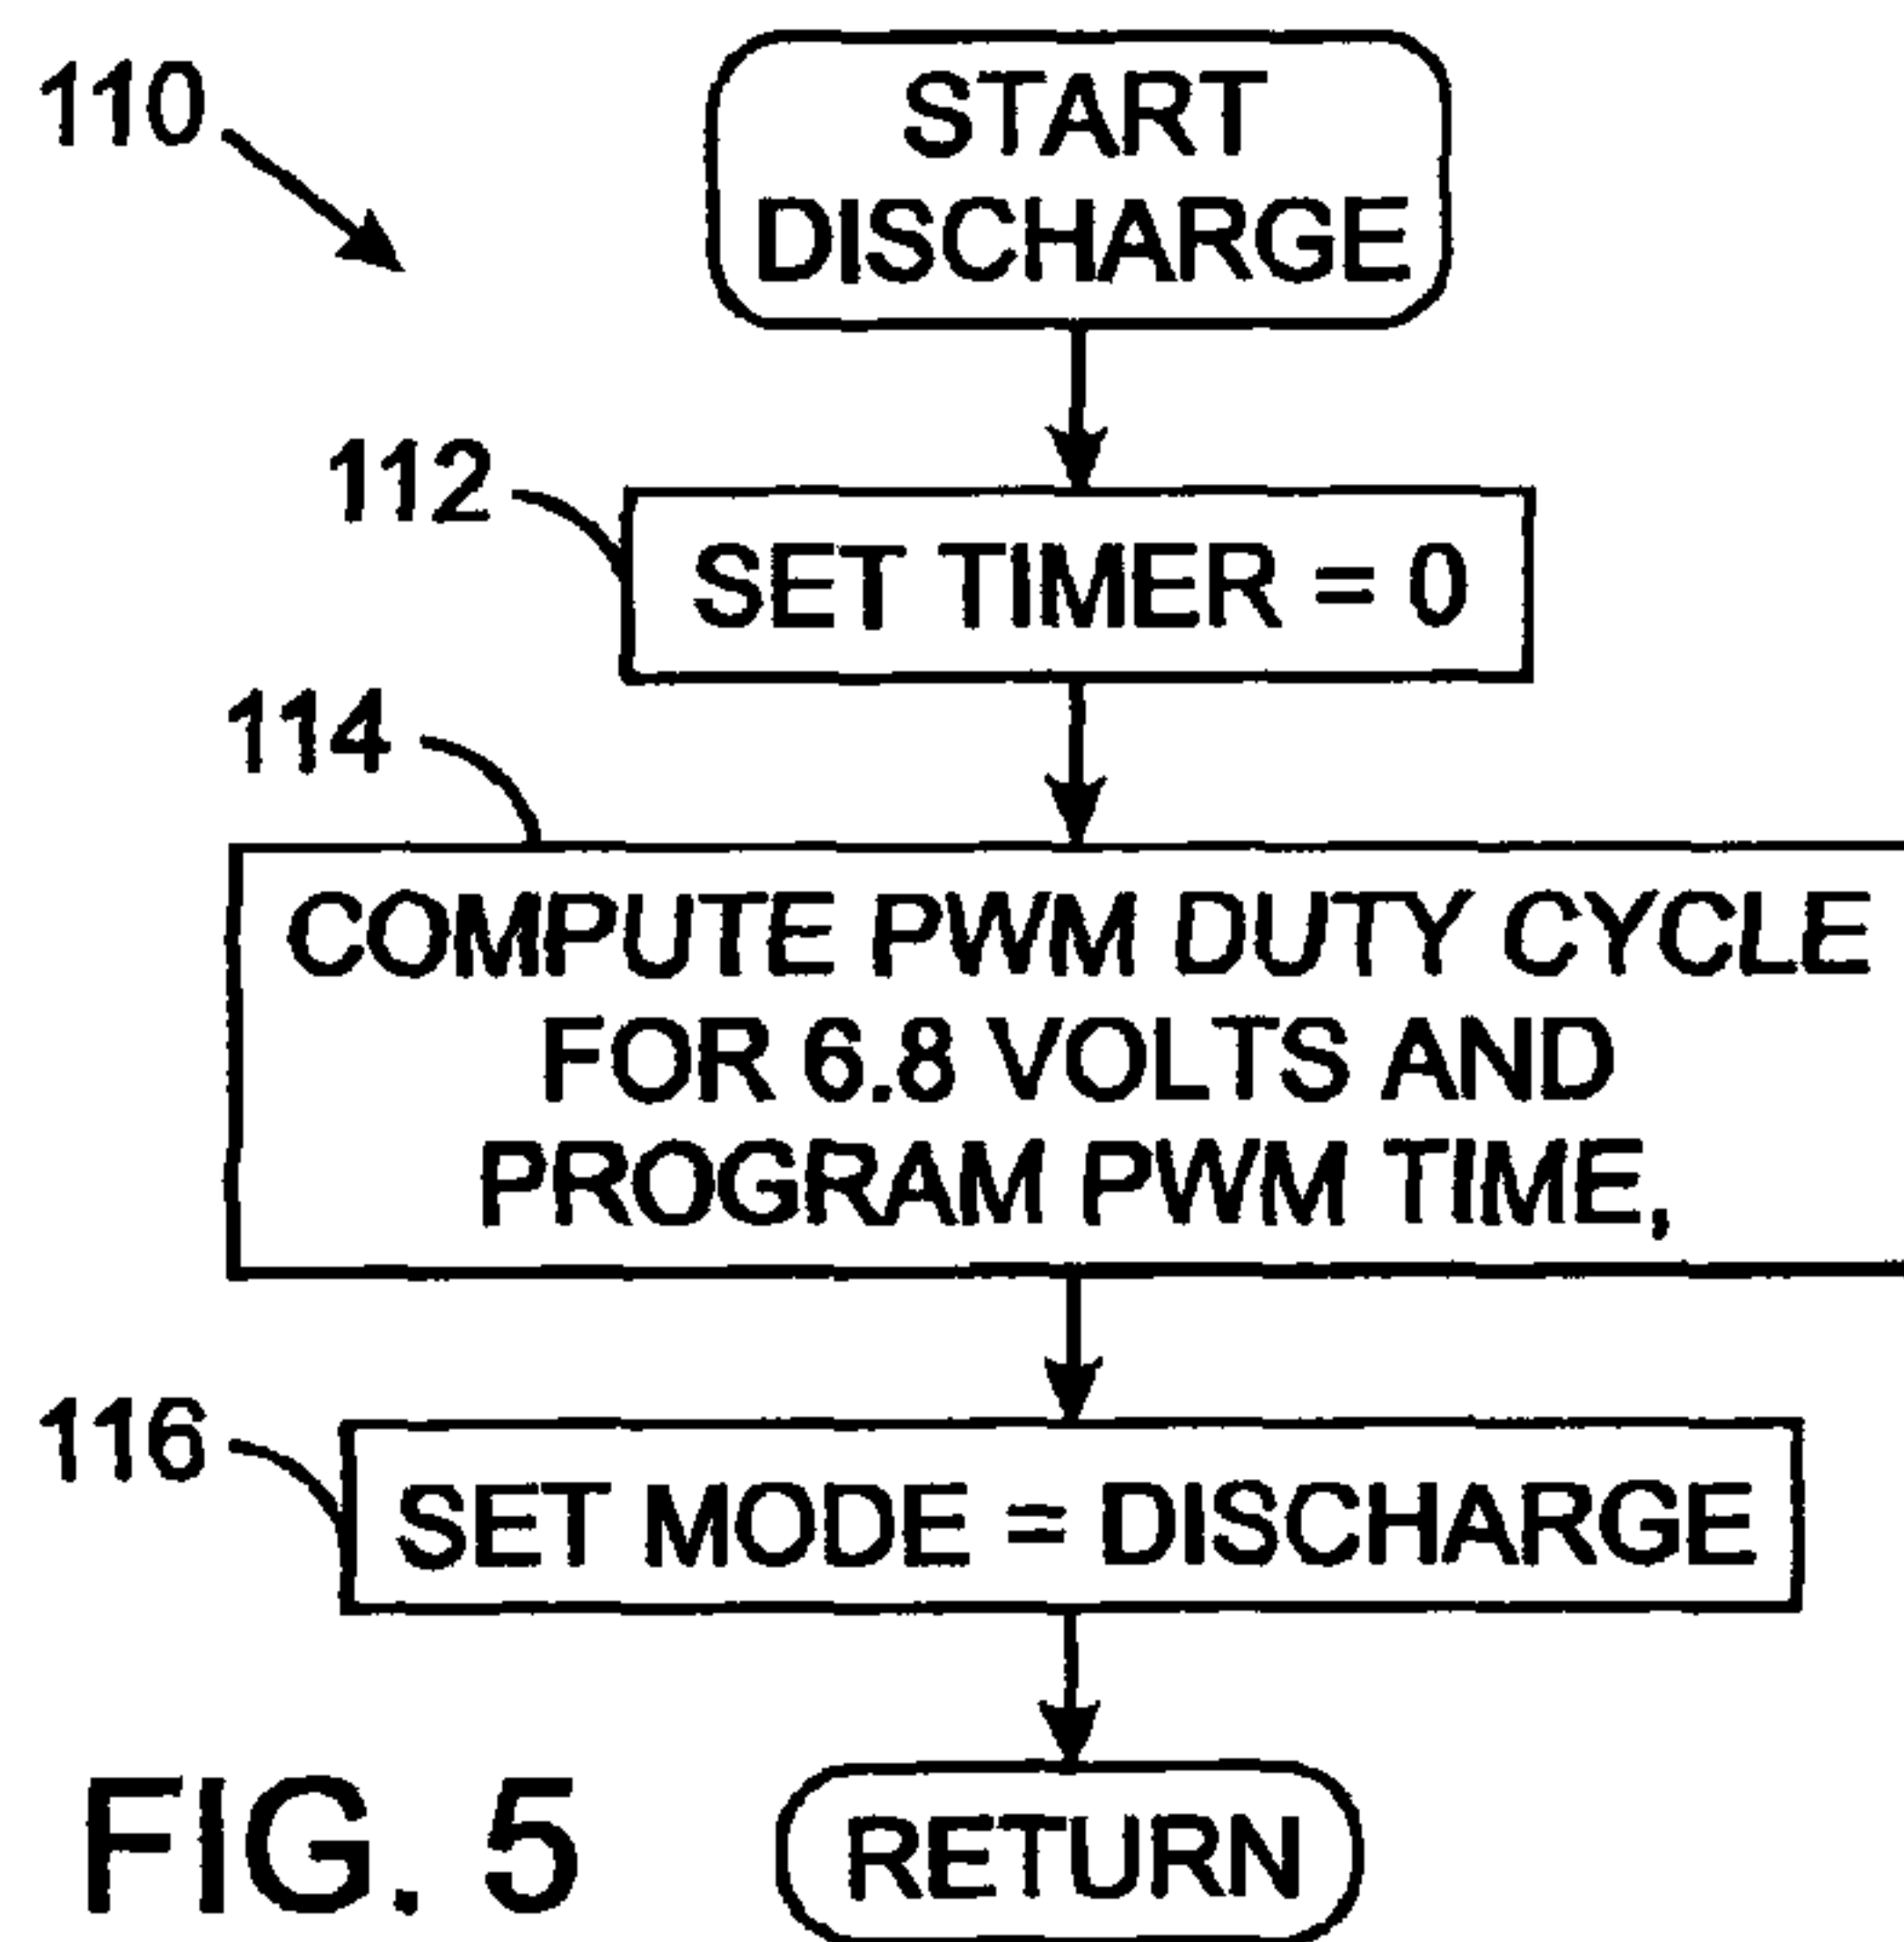 110
START
DISCHARGE
112
SET TIMER = 0
114
COMPUTE PWM DUTY CYCLE
FOR 6.8 VOLTS AND
PROGRAM PWM TIME,
116
SET MODE = DISCHARGE
FIG. 5
RETURN